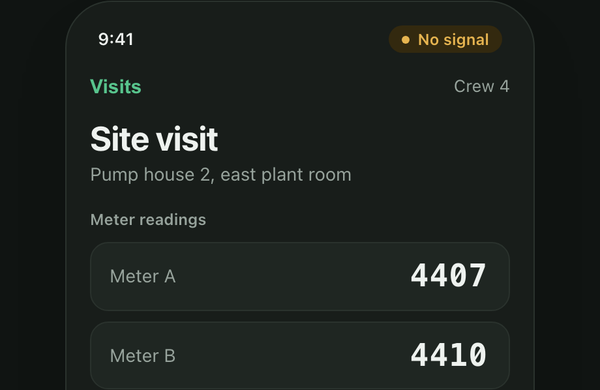 9:41 No signal
Visits Crew 4
Site visit
Pump house 2, east plant room
Meter readings
Meter A 4407
Meter B 4410